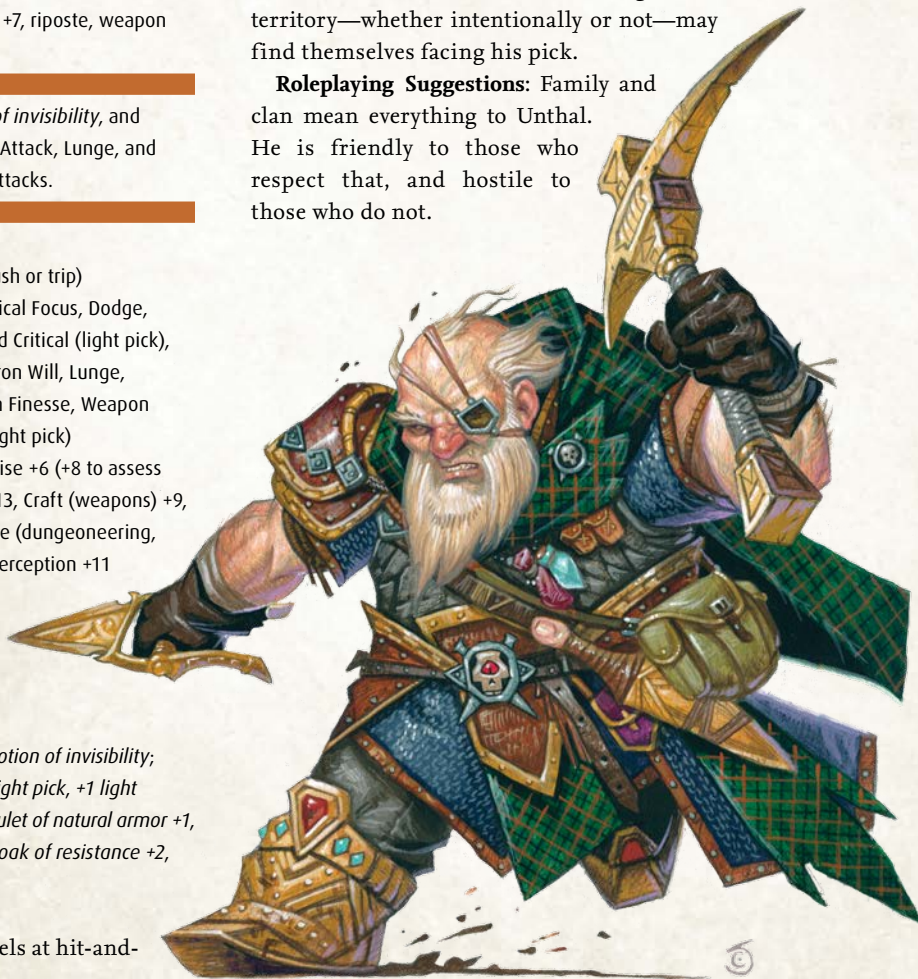 +7, riposte, weapon
of invisibility, and
Attack, Lunge, and
ttacks.
sh or trip)
ical Focus, Dodge,
d Critical (light pick),
ron Will, Lunge,
n Finesse, Weapon
ght pick)
ise +6 (+8 to assess
13, Craft (weapons) +9,
e (dungeoneering,
erception +11
otion of invisibility;
ight pick, +1 light
ulet of natural armor +1,
oak of resistance +2,
els at hit-and-
territory—whether intentionally or not—may
find themselves facing his pick.
Roleplaying Suggestions: Family and
clan mean everything to Unthal.
He is friendly to those who
respect that, and hostile to
those who do not.